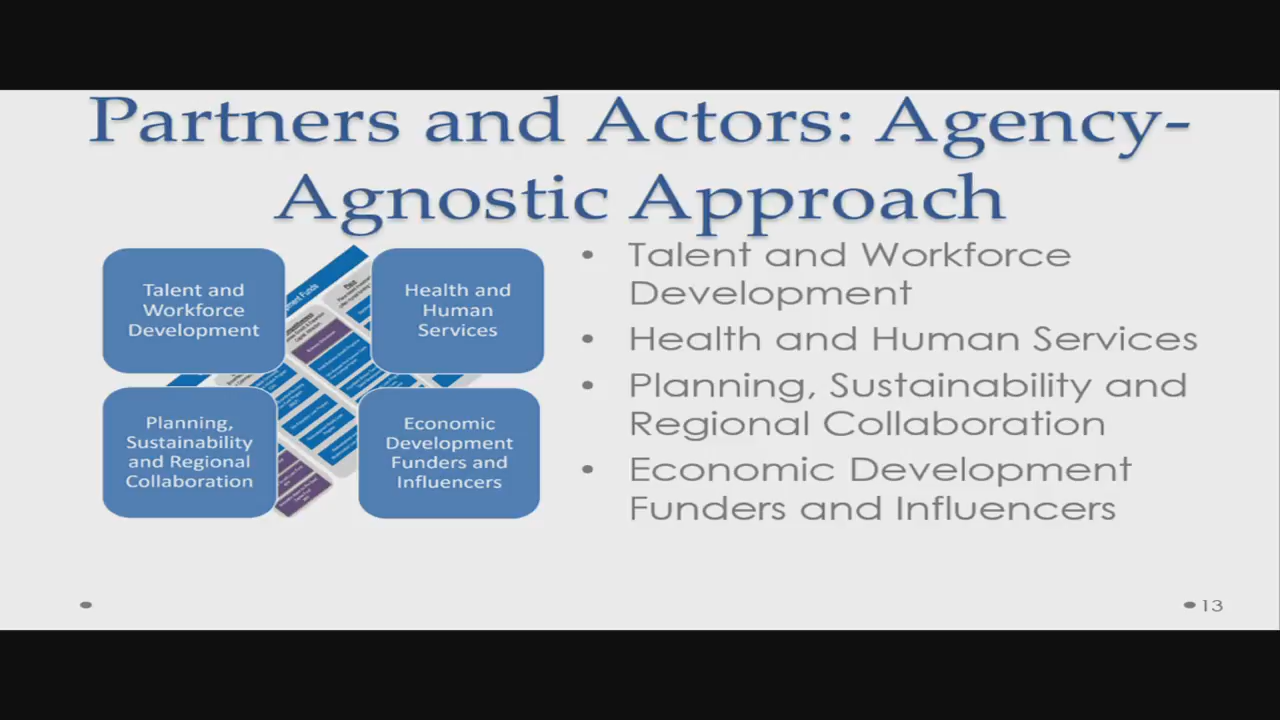 Partners and Actors: Agency-
Agnostic Approach
Talent and
Workforce
Development
Health and
Human
Services
Planning,
Sustainability
and Regional
Collaboration
Economic
Development
Funders and
Influencers
• Talent and Workforce
Development
• Health and Human Services
• Planning, Sustainability and
Regional Collaboration
• Economic Development
Funders and Influencers
13